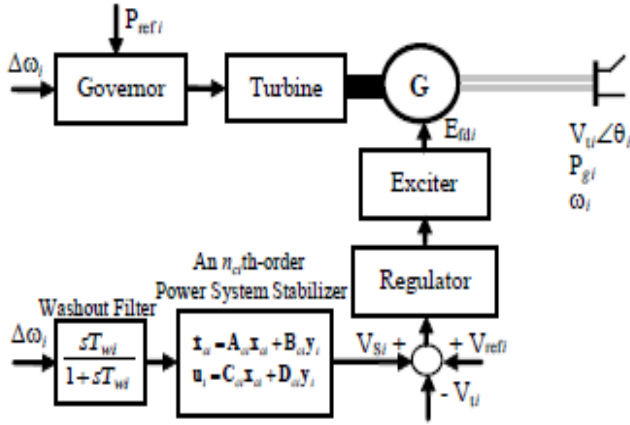 P_ref i
Δω_i
Governor
Turbine
G
E_fdi
V_ti∠θ_i
P_gi
ω_i
Exciter
An n_ci th-order
Power System Stabilizer
Regulator
Washout Filter
Δω_i
sT_wi
1+sT_wi
ẋ_ci = A_ci x_ci + B_ci y_i
u_i = C_ci x_ci + D_ci y_i
V_Si +
+ V_refi
- V_ti